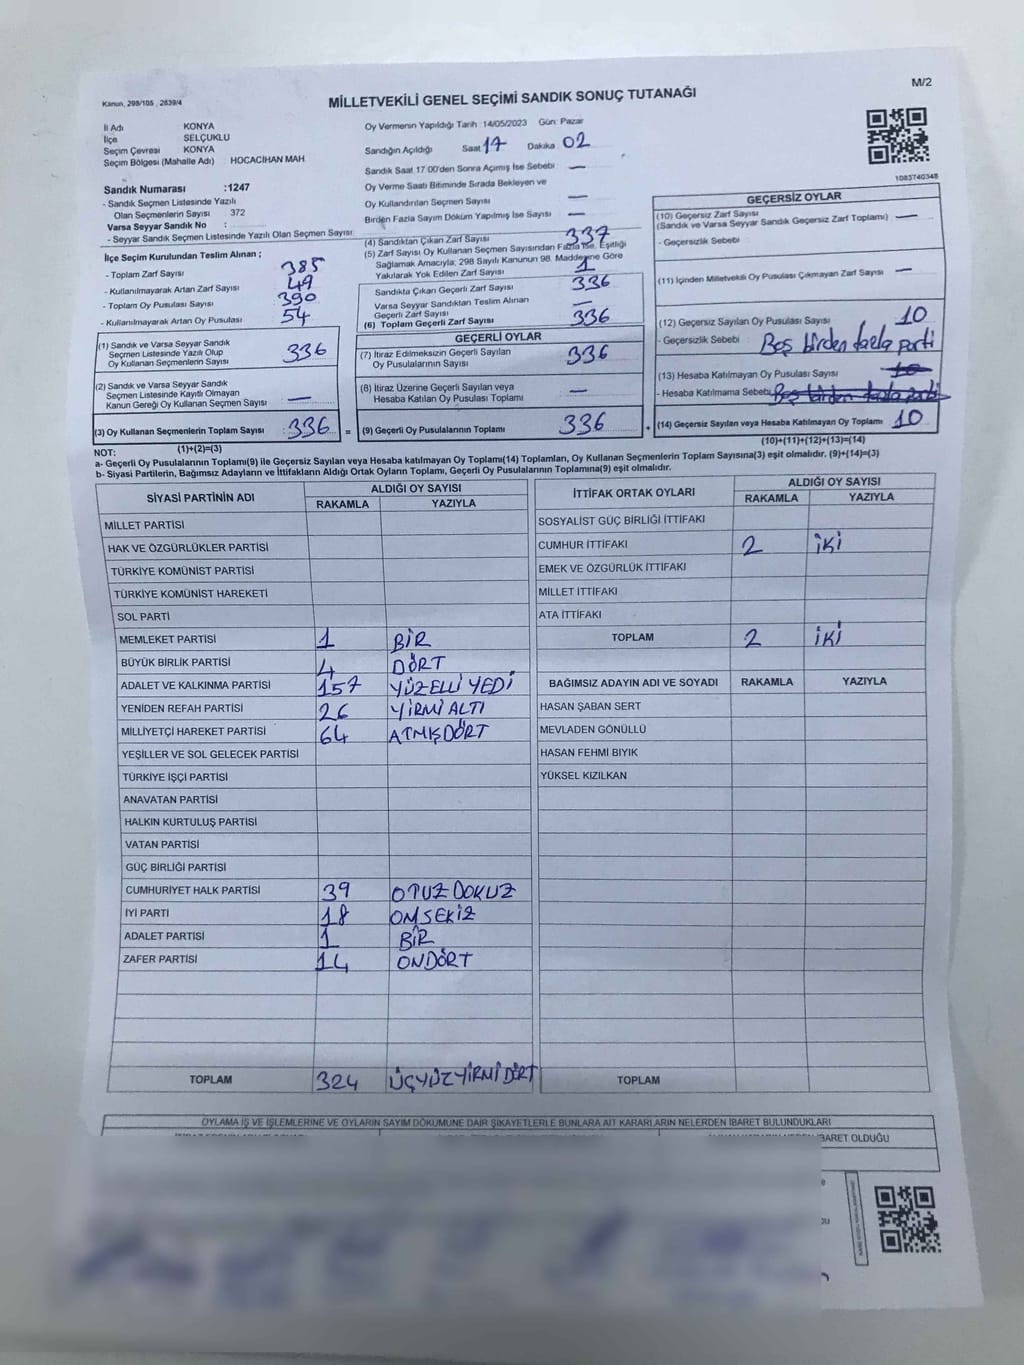 M/2
Kanun, 298/105 , 2839/4
MİLLETVEKİLİ GENEL SEÇİMİ SANDIK SONUÇ TUTANAĞI
İl Adı KONYA
İlçe SELÇUKLU
Seçim Çevresi KONYA
Seçim Bölgesi (Mahalle Adı) : HOCACİHAN MAH.
Sandık Numarası :1247
- Sandık Seçmen Listesinde Yazılı
Olan Seçmenlerin Sayısı : 372
Varsa Seyyar Sandık No :
- Seyyar Sandık Seçmen Listesinde Yazılı Olan Seçmen Sayısı:
Oy Vermenin Yapıldığı Tarih :14/05/2023 Gün: Pazar
Sandığın Açıldığı Saat 17 Dakika 02
Sandık Saat 17 00'den Sonra Açımış İse Sebebi —
Oy Verme Saati Bitiminde Sırada Bekleyen ve
Oy Kullandırılan Seçmen Sayısı —
Birden Fazla Sayım Döküm Yapılmış İse Sayısı —
1083740348
İlçe Seçim Kurulundan Teslim Alınan ;
- Toplam Zarf Sayısı 385
- Kullanılmayarak Artan Zarf Sayısı 49
- Toplam Oy Pusulası Sayısı 390
- Kullanılmayarak Artan Oy Pusulası 54
(1) Sandık ve Varsa Seyyar Sandık
Seçmen Listesinde Yazılı Olup
Oy Kullanan Seçmenlerin Sayısı 336
(2) Sandık ve Varsa Seyyar Sandık
Seçmen Listesinde Kayıtlı Olmayan
Kanun Gereği Oy Kullanan Seçmen Sayısı —
(3) Oy Kullanan Seçmenlerin Toplam Sayısı 336 =
(4) Sandıktan Çıkan Zarf Sayısı 337
(5) Zarf Sayısı Oy Kullanan Seçmen Sayısından Fazla İse, Eşitliği
Sağlamak Amacıyla; 298 Sayılı Kanunun 98. Maddesine Göre
Yakılarak Yok Edilen Zarf Sayısı 1
Sandıkta Çıkan Geçerli Zarf Sayısı 336
Varsa Seyyar Sandıktan Teslim Alınan
Geçerli Zarf Sayısı —
(6) Toplam Geçerli Zarf Sayısı 336
GEÇERLİ OYLAR
(7) İtiraz Edilmeksizin Geçerli Sayılan
Oy Pusulalarının Sayısı 336
(8) İtiraz Üzerine Geçerli Sayılan veya
Hesaba Katılan Oy Pusulası Toplamı —
(9) Geçerli Oy Pusulalarının Toplamı 336 +
GEÇERSİZ OYLAR
(10) Geçersiz Zarf Sayısı
(Sandık ve Varsa Seyyar Sandık Geçersiz Zarf Toplamı) —
- Geçersizlik Sebebi
(11) İçinden Milletvekili Oy Pusulası Çıkmayan Zarf Sayısı —
(12) Geçersiz Sayılan Oy Pusulası Sayısı 10
- Geçersizlik Sebebi : Boş birden fazla parti
(13) Hesaba Katılmayan Oy Pusulası Sayısı 10
- Hesaba Katılmama Sebebi Boş birden fazla parti
(14) Geçersiz Sayılan veya Hesaba Katılmayan Oy Toplamı 10
NOT: (1)+(2)=(3) (10)+(11)+(12)+(13)=(14)
a- Geçerli Oy Pusulalarının Toplamı(9) ile Geçersiz Sayılan veya Hesaba katılmayan Oy Toplamı(14) Toplamları, Oy Kullanan Seçmenlerin Toplam Sayısına(3) eşit olmalıdır. (9)+(14)=(3)
b- Siyasi Partilerin, Bağımsız Adayların ve İttifakların Aldığı Ortak Oyların Toplamı, Geçerli Oy Pusulalarının Toplamına(9) eşit olmalıdır.
SİYASİ PARTİNİN ADI ALDIĞI OY SAYISI
RAKAMLA YAZIYLA
MİLLET PARTİSİ
HAK VE ÖZGÜRLÜKLER PARTİSİ
TÜRKİYE KOMÜNİST PARTİSİ
TÜRKİYE KOMÜNİST HAREKETİ
SOL PARTİ
MEMLEKET PARTİSİ 1 BİR
BÜYÜK BİRLİK PARTİSİ 4 DÖRT
ADALET VE KALKINMA PARTİSİ 157 YÜZELLİ YEDİ
YENİDEN REFAH PARTİSİ 26 YİRMİ ALTI
MİLLİYETÇİ HAREKET PARTİSİ 64 ATMIŞDÖRT
YEŞİLLER VE SOL GELECEK PARTİSİ
TÜRKİYE İŞÇİ PARTİSİ
ANAVATAN PARTİSİ
HALKIN KURTULUŞ PARTİSİ
VATAN PARTİSİ
GÜÇ BİRLİĞİ PARTİSİ
CUMHURİYET HALK PARTİSİ 39 OTUZ DOKUZ
İYİ PARTİ 18 ONSEKİZ
ADALET PARTİSİ 1 BİR
ZAFER PARTİSİ 14 ONDÖRT
TOPLAM 324 ÜÇYÜZYİRMİ DÖRT
İTTİFAK ORTAK OYLARI ALDIĞI OY SAYISI
RAKAMLA YAZIYLA
SOSYALİST GÜÇ BİRLİĞİ İTTİFAKI
CUMHUR İTTİFAKI 2 İKİ
EMEK VE ÖZGÜRLÜK İTTİFAKI
MİLLET İTTİFAKI
ATA İTTİFAKI
TOPLAM 2 İKİ
BAĞIMSIZ ADAYIN ADI VE SOYADI RAKAMLA YAZIYLA
HASAN ŞABAN SERT
MEVLADEN GÖNÜLLÜ
HASAN FEHMİ BIYIK
YÜKSEL KIZILKAN
TOPLAM
OYLAMA İŞ VE İŞLEMLERİNE VE OYLARIN SAYIM DÖKÜMÜNE DAİR ŞİKAYETLERLE BUNLARA AİT KARARLARIN NELERDEN İBARET BULUNDUKLARI
BARET OLDUĞU